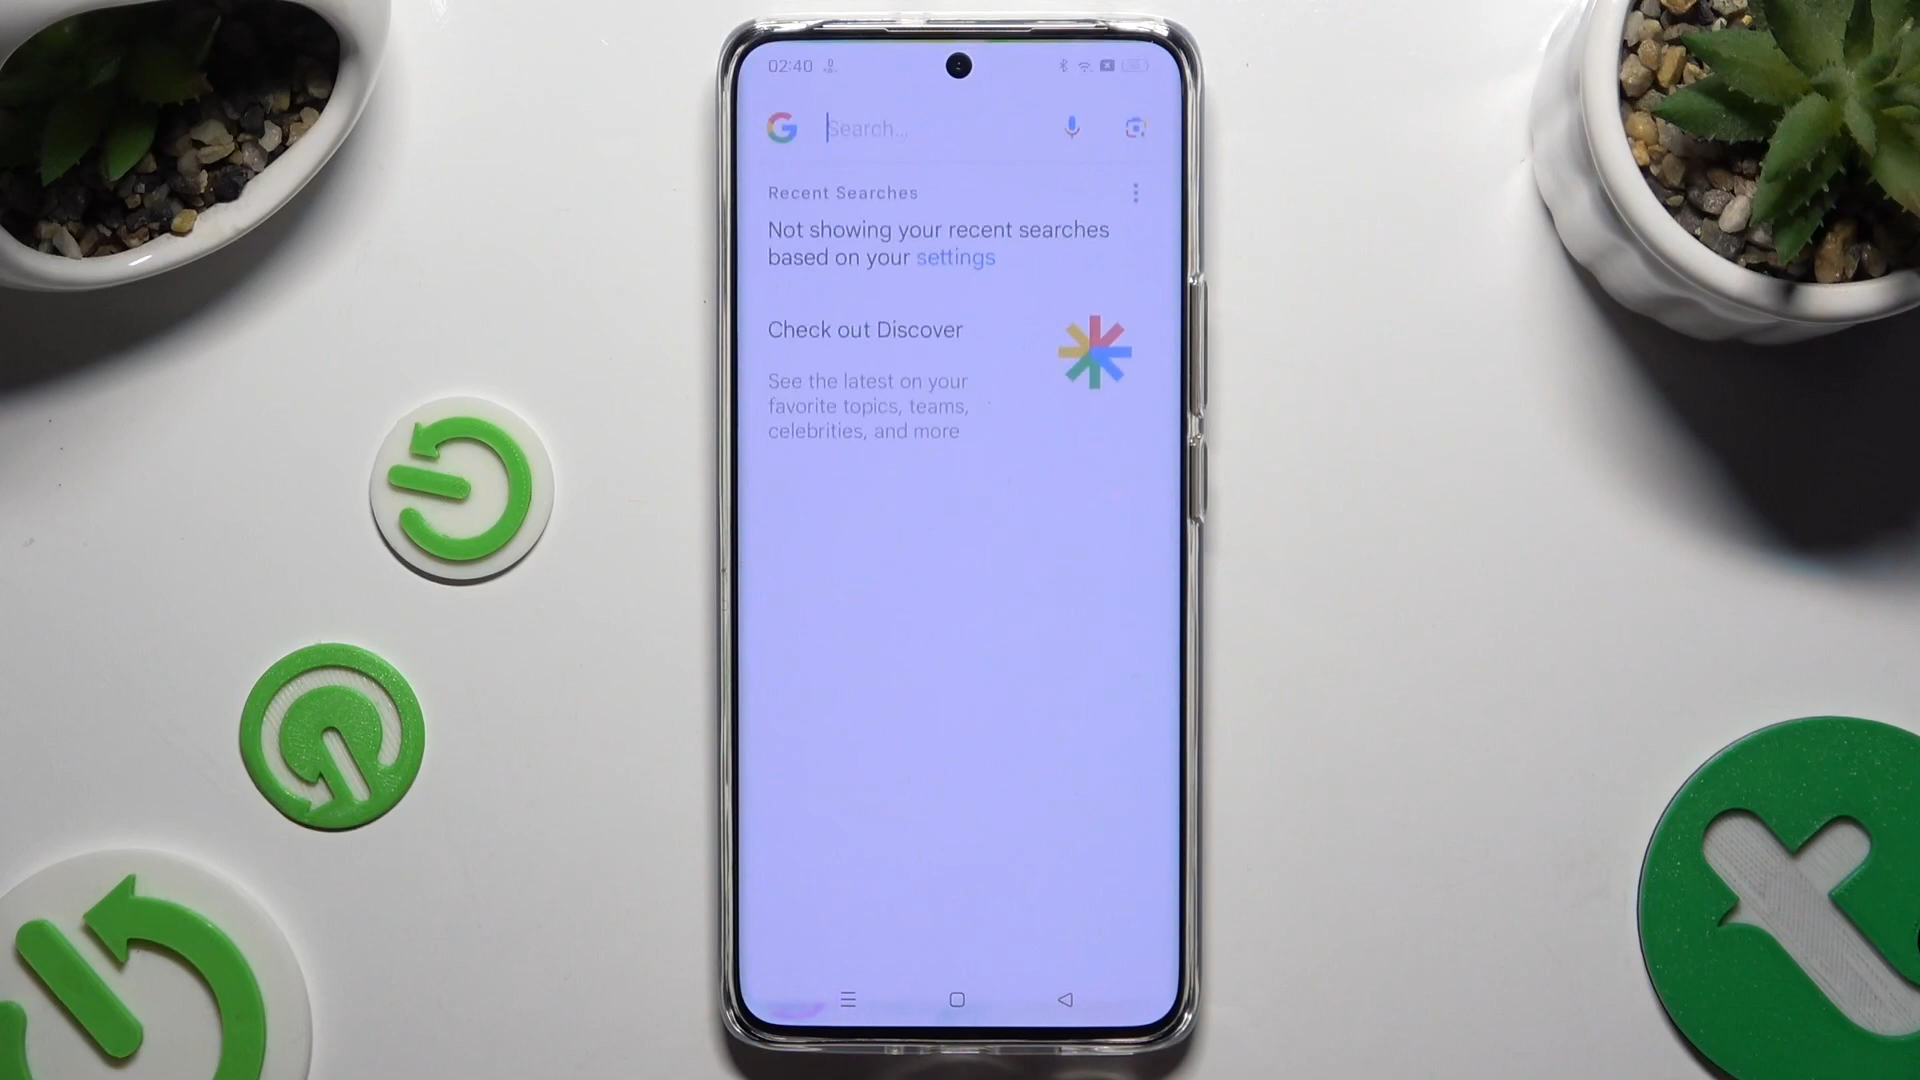 02:40
Search...
Recent Searches
Not showing your recent searches
based on your settings
Check out Discover
See the latest on your
favorite topics, teams,
celebrities, and more